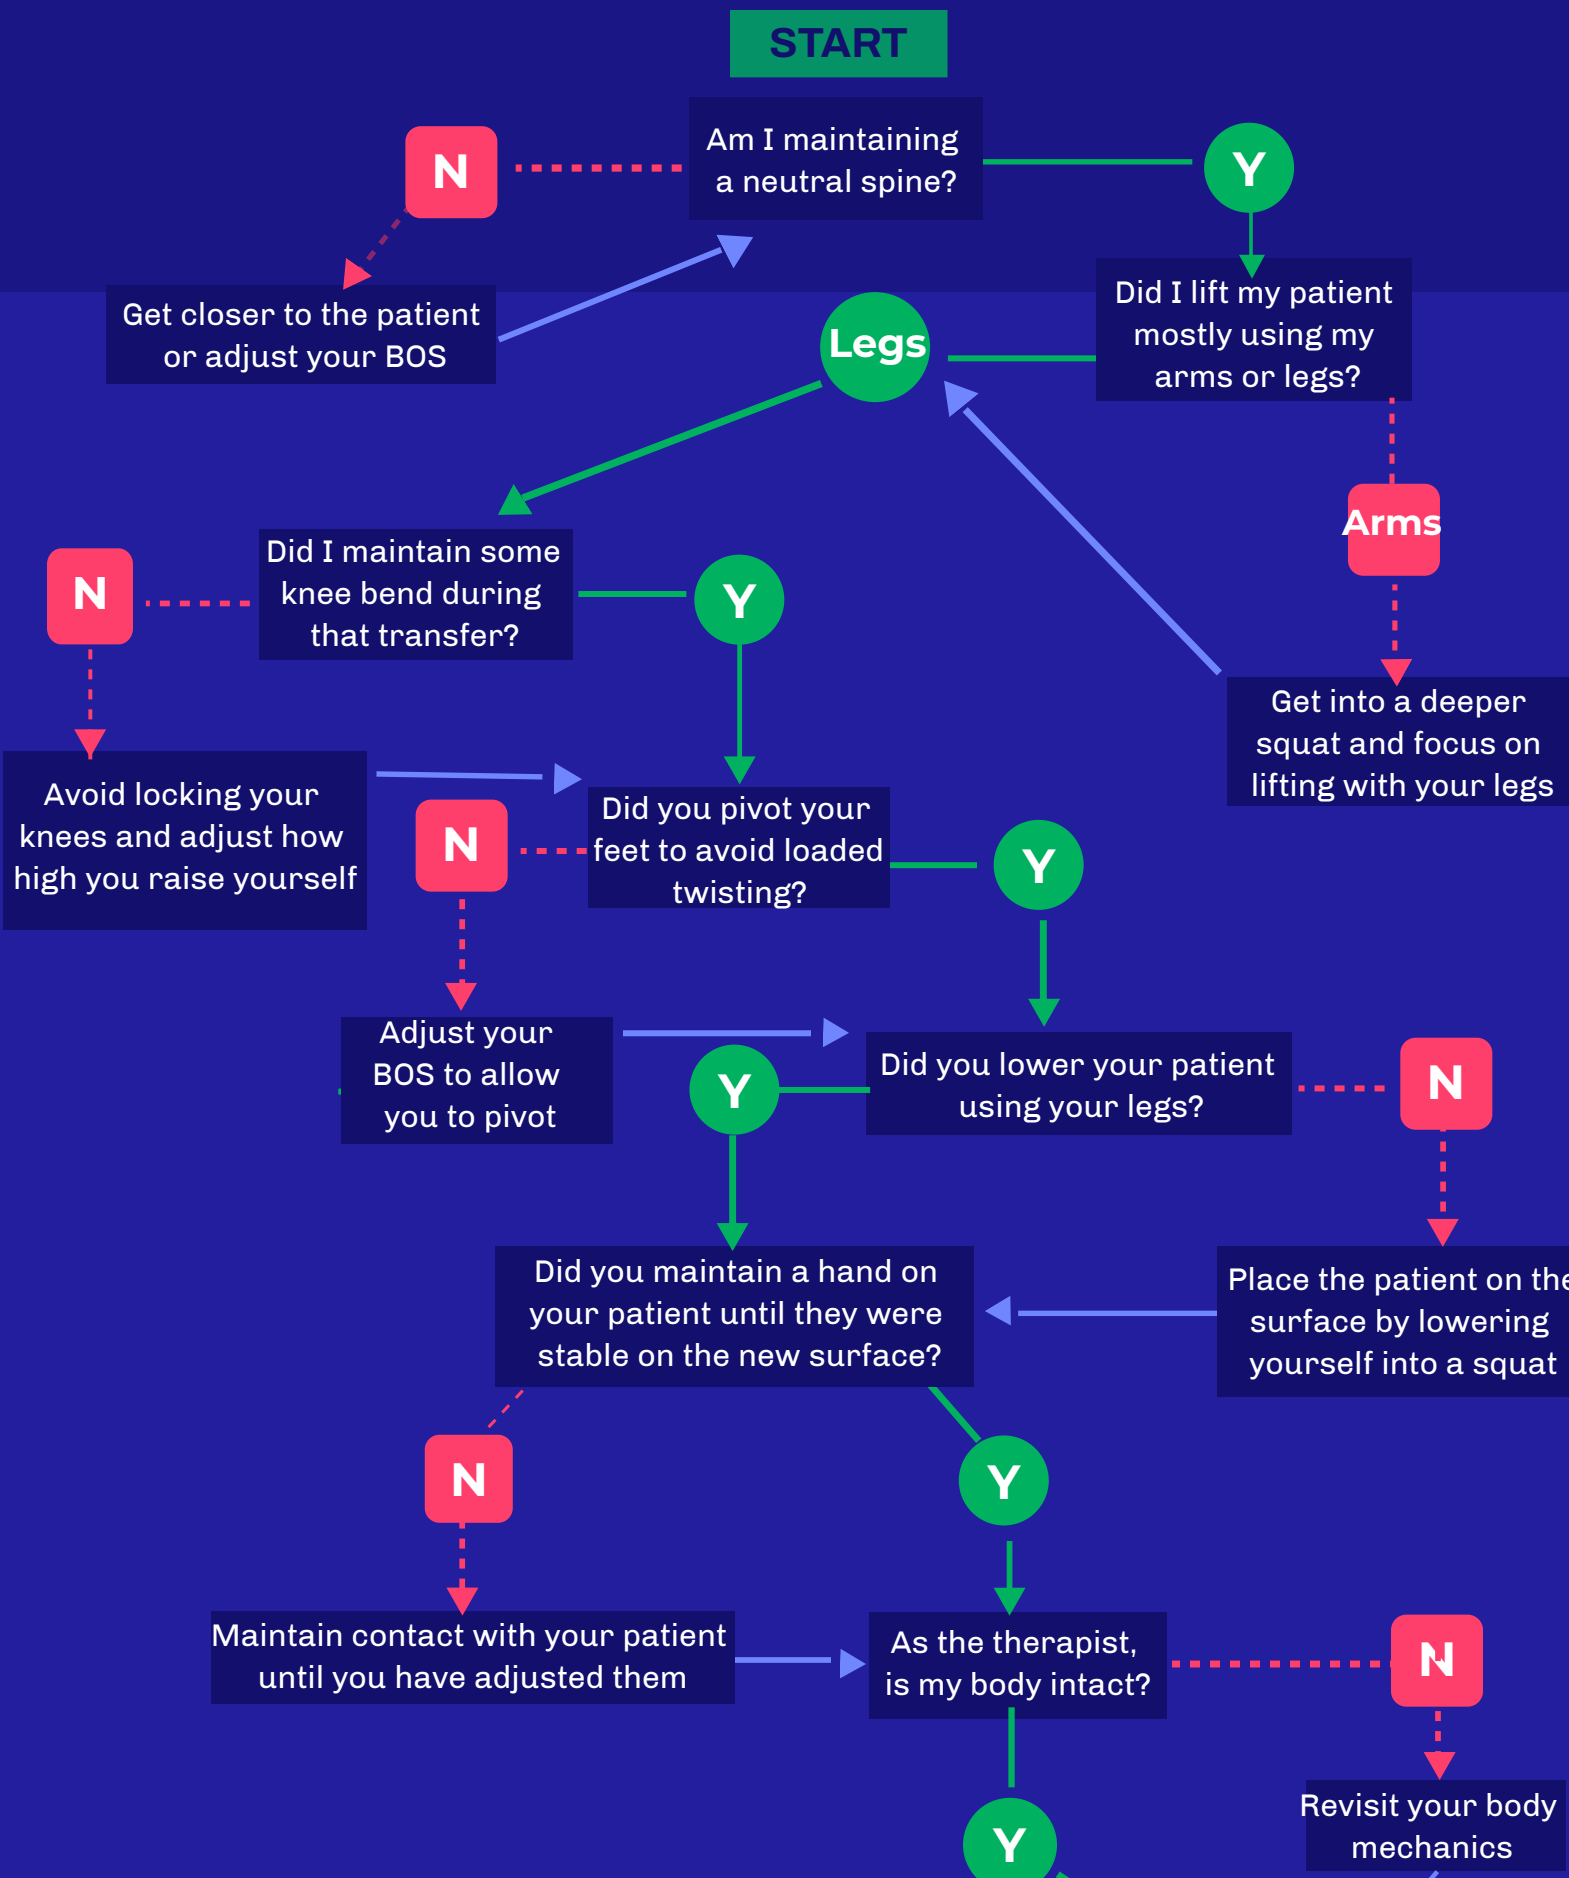 START
Am I maintaining
a neutral spine?
N
Y
Get closer to the patient
or adjust your BOS
Did I lift my patient
mostly using my
arms or legs?
Legs
Arms
Did I maintain some
knee bend during
that transfer?
N
Y
Get into a deeper
squat and focus on
lifting with your legs
Avoid locking your
knees and adjust how
high you raise yourself
Did you pivot your
feet to avoid loaded
twisting?
N
Y
Adjust your
BOS to allow
you to pivot
Did you lower your patient
using your legs?
Y
N
Did you maintain a hand on
your patient until they were
stable on the new surface?
Place the patient on the
surface by lowering
yourself into a squat
N
Y
Maintain contact with your patient
until you have adjusted them
As the therapist,
is my body intact?
N
Y
Revisit your body
mechanics